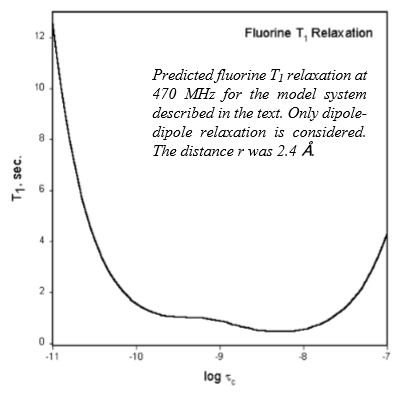 Fluorine T1 Relaxation
Predicted fluorine T1 relaxation at
470 MHz for the model system
described in the text. Only dipole-
dipole relaxation is considered.
The distance r was 2.4 Å.
T1, sec.
12
10
8
6
4
2
0
-11
-10
-9
-8
-7
log τc